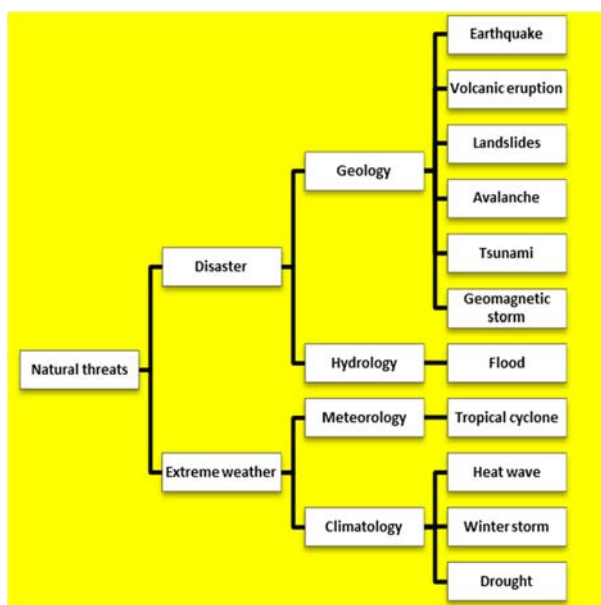 Earthquake
Volcanic eruption
Landslides
Geology
Avalanche
Disaster
Tsunami
Geomagnetic
storm
Natural threats
Hydrology
Flood
Meteorology
Tropical cyclone
Extreme weather
Heat wave
Climatology
Winter storm
Drought